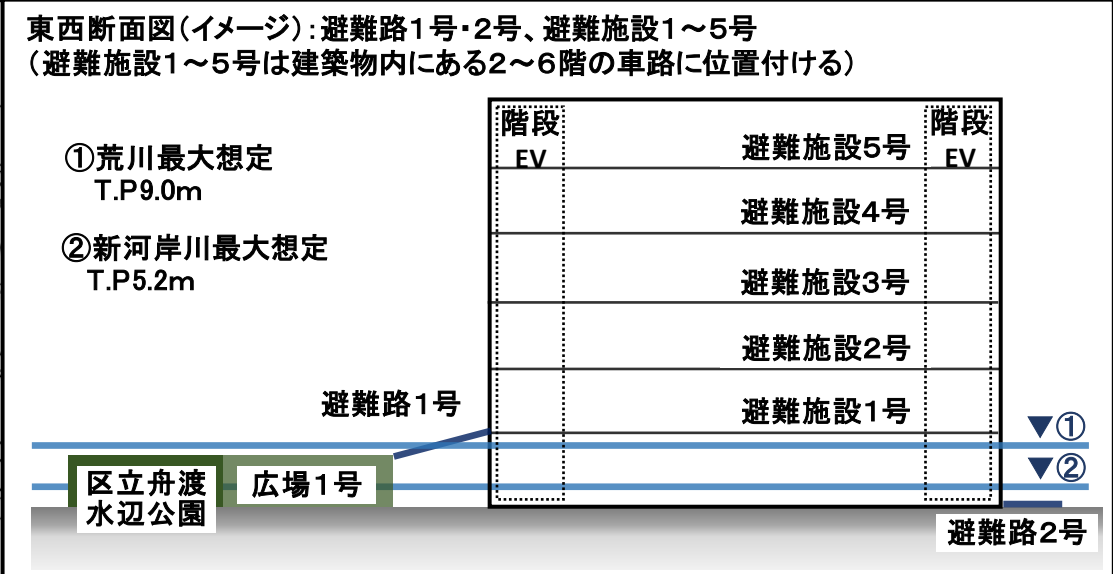 東西断面図(イメージ):避難路1号・2号、避難施設1~5号
(避難施設1~5号は建築物内にある2~6階の車路に位置付ける)
①荒川最大想定
T.P9.0m
②新河岸川最大想定
T.P5.2m
階段
EV
階段
EV
避難施設5号
避難施設4号
避難施設3号
避難施設2号
避難施設1号
避難路1号
▼①
▼②
区立舟渡
水辺公園
広場1号
避難路2号